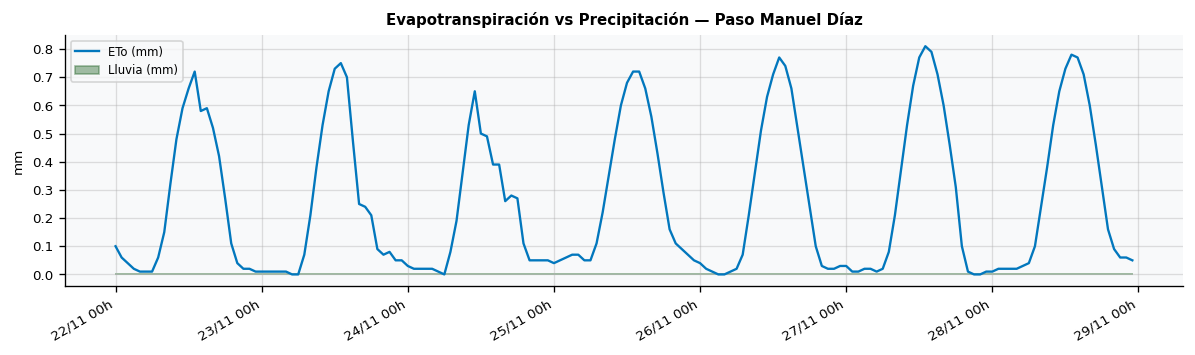 Evapotranspiración vs Precipitación — Paso Manuel Díaz
ETo (mm)
Lluvia (mm)
mm
0.8
0.7
0.6
0.5
0.4
0.3
0.2
0.1
0.0
22/11 00h
23/11 00h
24/11 00h
25/11 00h
26/11 00h
27/11 00h
28/11 00h
29/11 00h